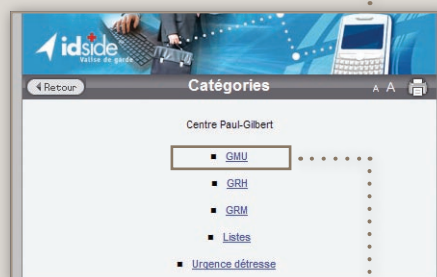 idside
Valise de garde
Retour
Catégories
A A
Centre Paul-Gilbert
GMU
GRH
GRM
Listes
Urgence détresse